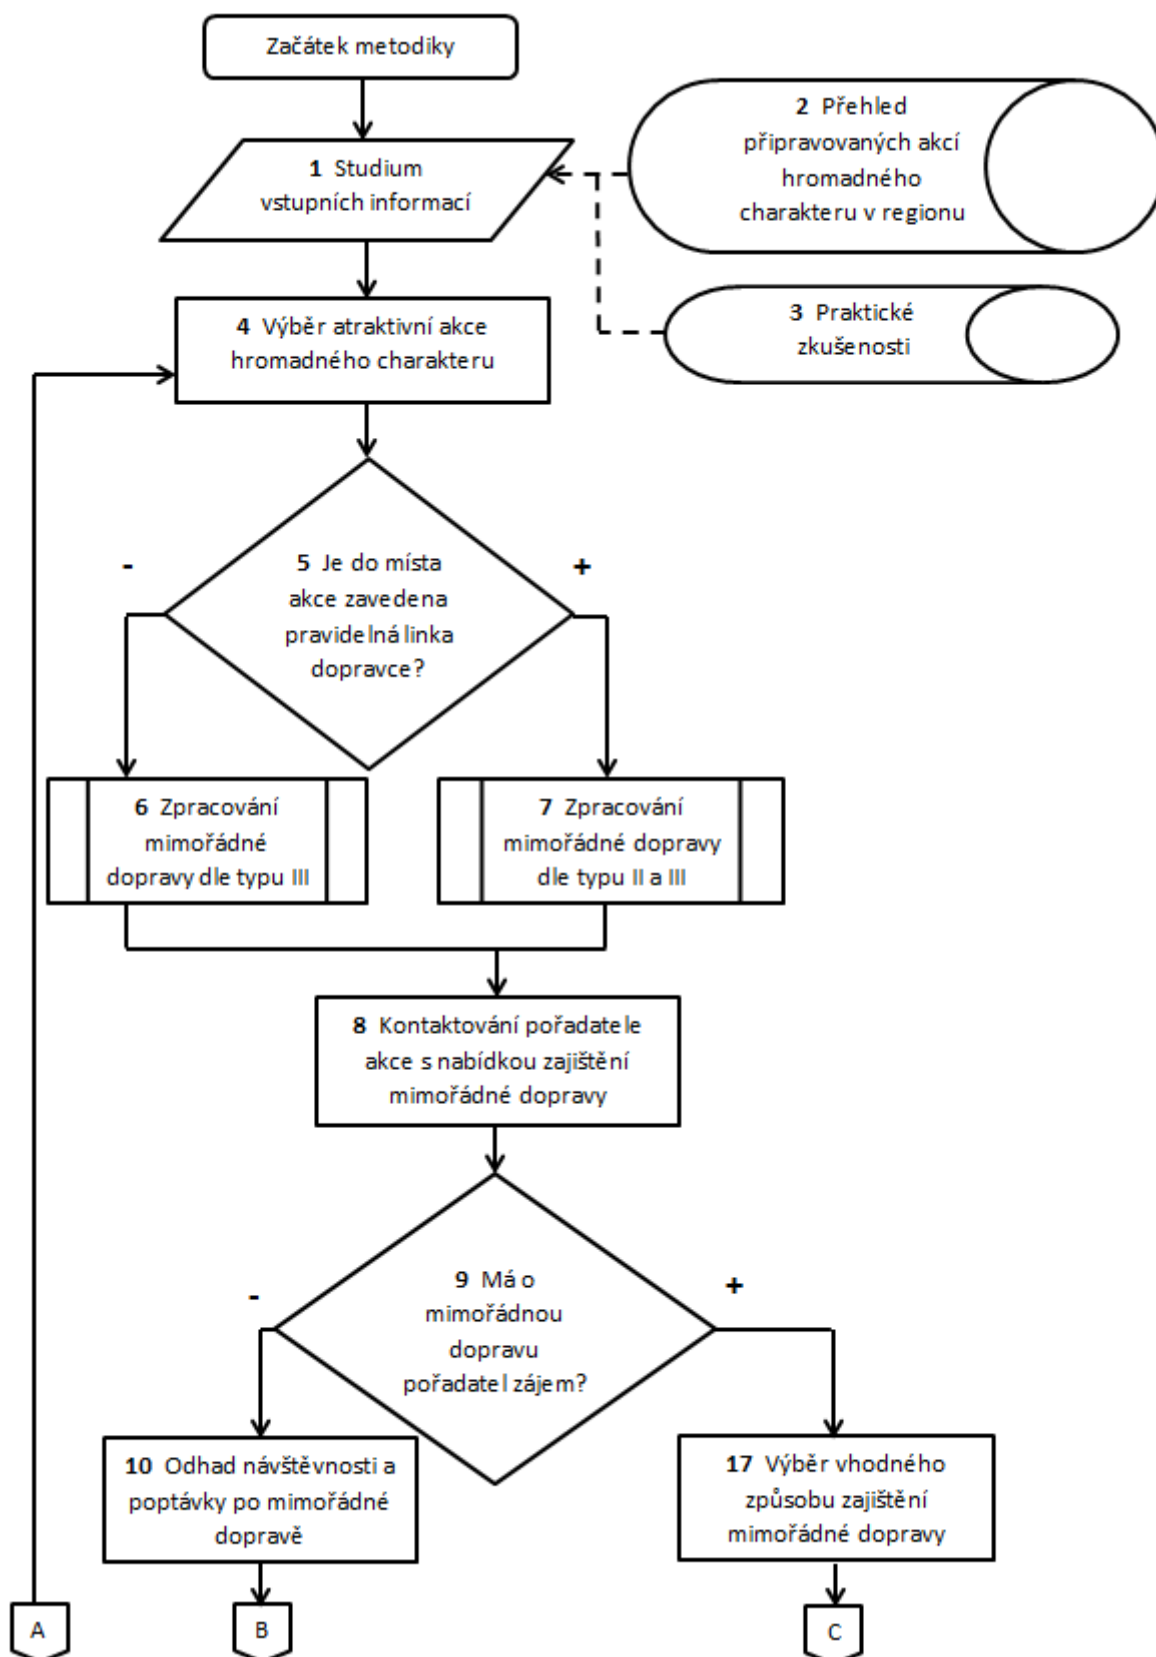 Začátek metodiky
1 Studium
vstupních informací
2 Přehled
připravovaných akcí
hromadného
charakteru v regionu
3 Praktické
zkušenosti
4 Výběr atraktivní akce
hromadného charakteru
-
+
5 Je do místa
akce zavedena
pravidelná linka
dopravce?
6 Zpracování
mimořádné
dopravy dle typu III
7 Zpracování
mimořádné dopravy
dle typu II a III
8 Kontaktování pořadatele
akce s nabídkou zajištění
mimořádné dopravy
-
+
9 Má o
mimořádnou
dopravu
pořadatel zájem?
10 Odhad návštěvnosti a
poptávky po mimořádné
dopravě
17 Výběr vhodného
způsobu zajištění
mimořádné dopravy
A
B
C